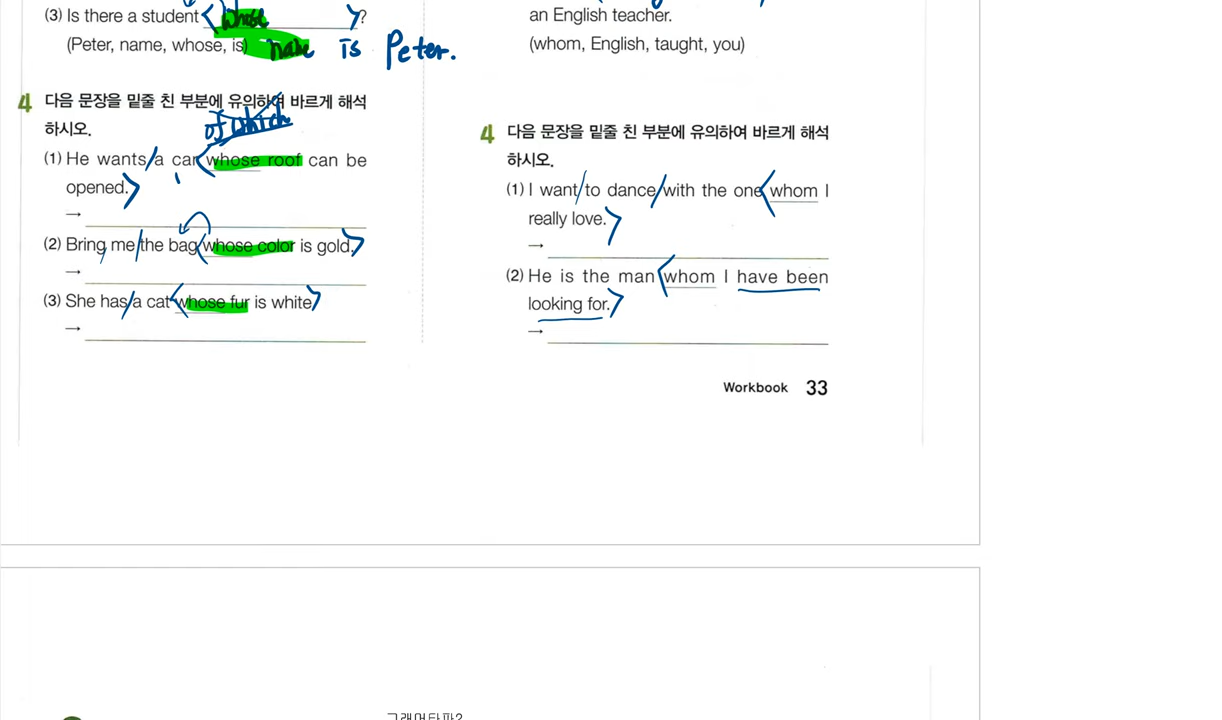 (3) Is there a student whose ?
(Peter, name, whose, is) name is Peter.
4 다음 문장을 밑줄 친 부분에 유의하여 바르게 해석
하시오.
of which
(1) He wants a car whose roof can be
opened.
→
(2) Bring me the bag whose color is gold.
→
(3) She has a cat whose fur is white.
→
an English teacher.
(whom, English, taught, you)
4 다음 문장을 밑줄 친 부분에 유의하여 바르게 해석
하시오.
(1) I want to dance with the one whom I
really love.
→
(2) He is the man whom I have been
looking for.
→
Workbook 33